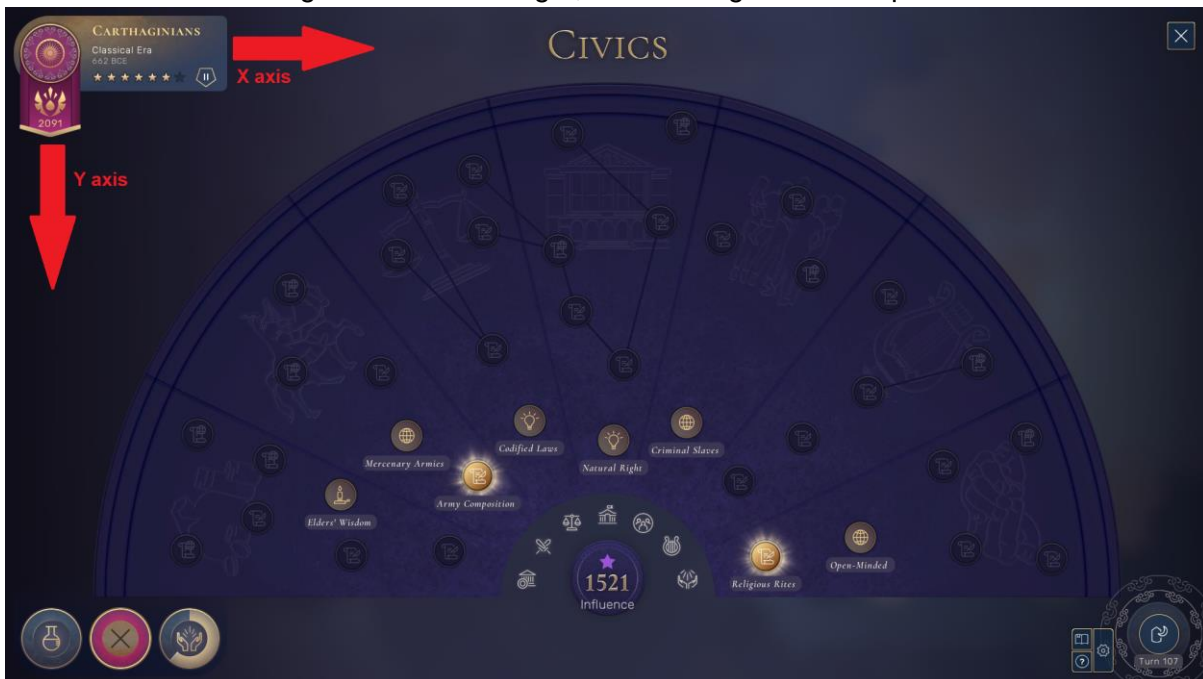 CARTHAGINIANS
Classical Era
662 BCE
2091
X axis
Y axis
CIVICS
Mercenary Armies
Codified Laws
Natural Right
Criminal Slaves
Army Composition
Elders' Wisdom
Religious Rites
Open-Minded
1521
Influence
?
Turn 107